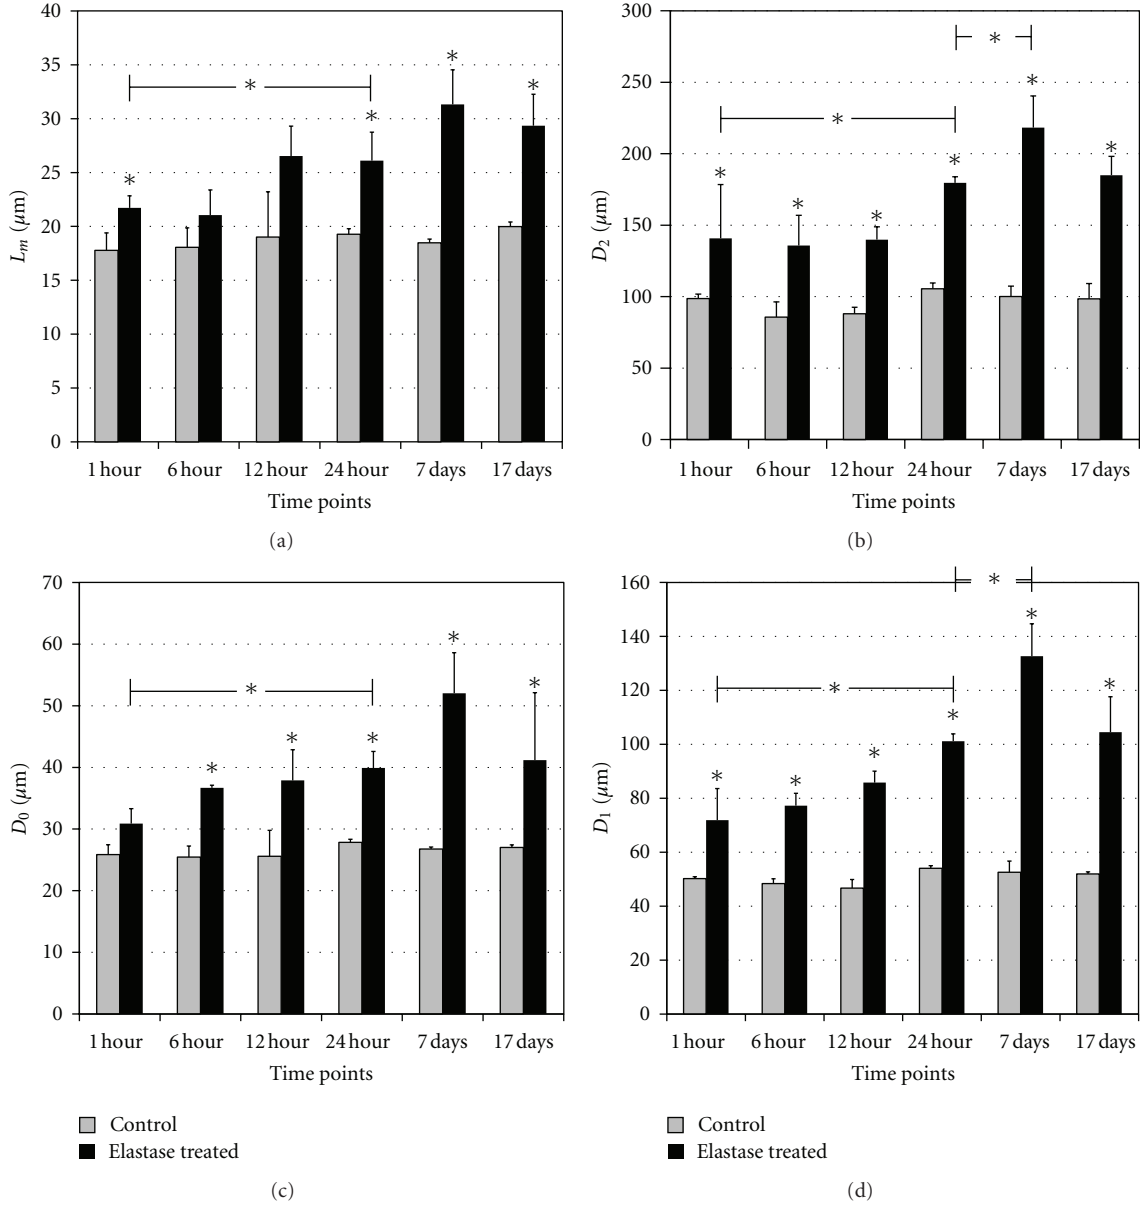 40
35
30
25
20
15
10
5
0
Lm (μm)
* * * * * *
1 hour 6 hour 12 hour 24 hour 7 days 17 days
Time points
(a)
300
250
200
150
100
50
0
D2 (μm)
* * * * * * * *
1 hour 6 hour 12 hour 24 hour 7 days 17 days
Time points
(b)
70
60
50
40
30
20
10
0
D0 (μm)
* * * * * *
1 hour 6 hour 12 hour 24 hour 7 days 17 days
Time points
Control
Elastase treated
(c)
160
140
120
100
80
60
40
20
0
D1 (μm)
* * * * * * * *
1 hour 6 hour 12 hour 24 hour 7 days 17 days
Time points
Control
Elastase treated
(d)